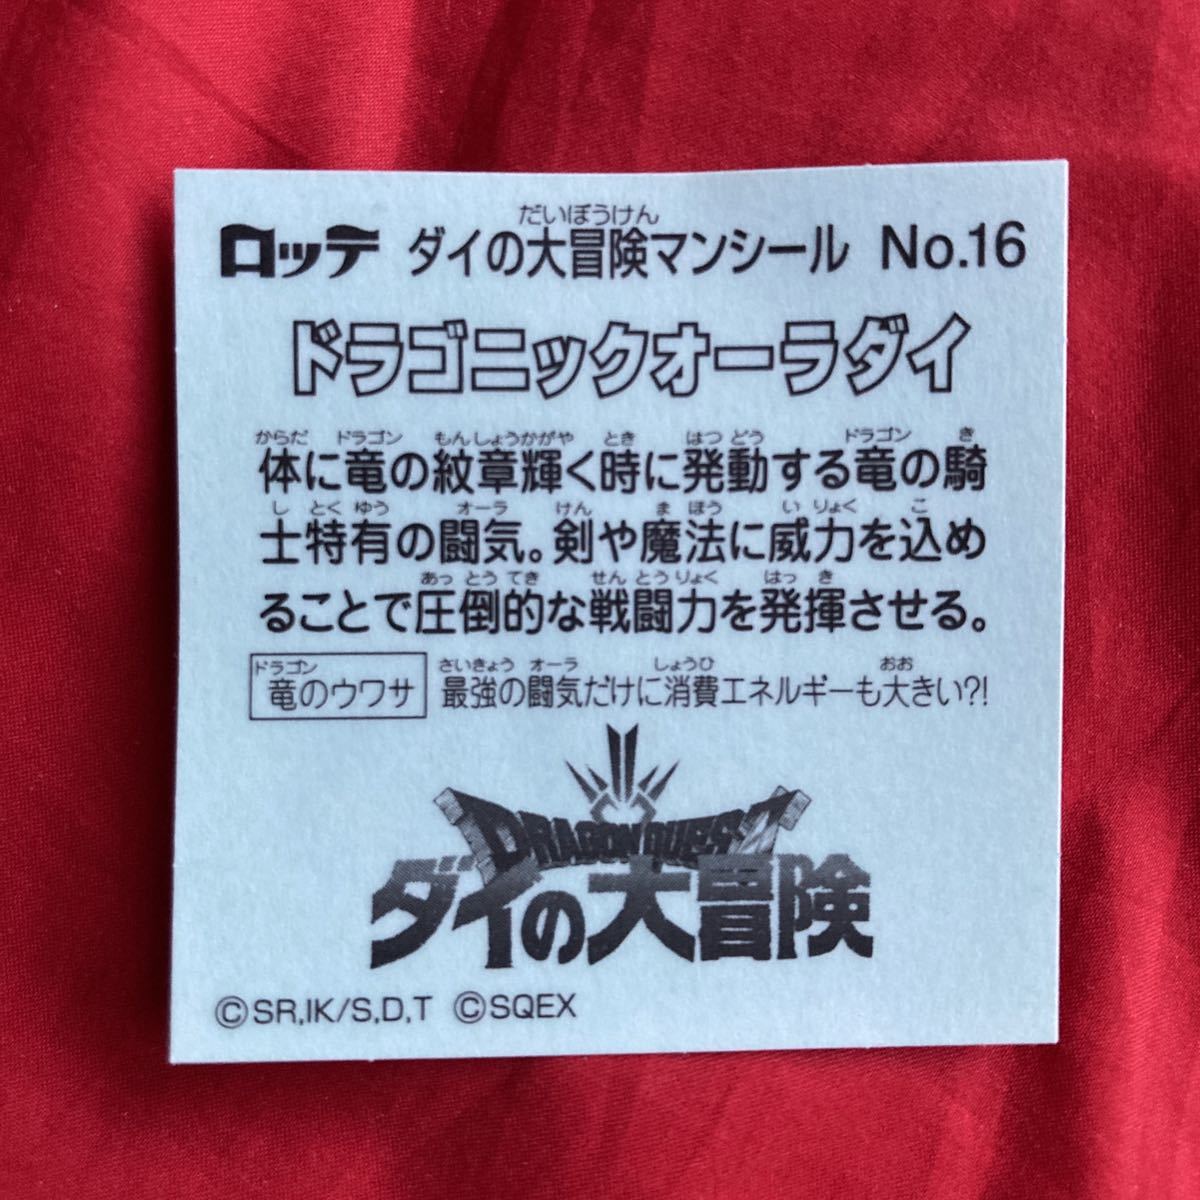 だいぼうけん
ロッテ ダイの大冒険マンシール No.16
ドラゴニックオーラダイ
からだ ドラゴン もんしょうかがや とき はつどう ドラゴン き
体に竜の紋章輝く時に発動する竜の騎
し とくゆう オーラ けん まほう いりょく こ
士特有の闘気。剣や魔法に威力を込め
あっとうてき せんとうりょく はっき
ることで圧倒的な戦闘力を発揮させる。
ドラゴン さいきょう オーラ しょうひ おお
竜のウワサ 最強の闘気だけに消費エネルギーも大きい?!
DRAGON QUEST
ダイの大冒険
©SR,IK/S,D,T ©SQEX